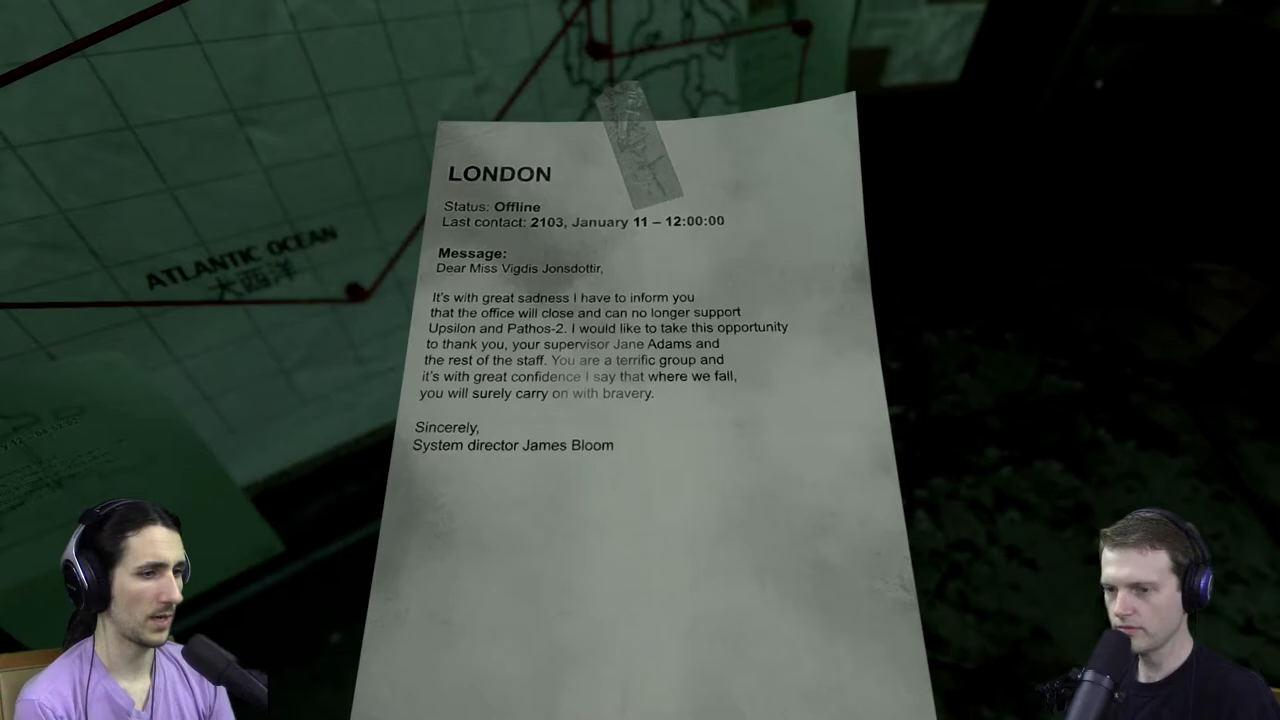 ATLANTIC OCEAN
大西洋
LONDON
Status: Offline
Last contact: 2103, January 11 – 12:00:00
Message:
Dear Miss Vigdis Jonsdottir,
It's with great sadness I have to inform you
that the office will close and can no longer support
Upsilon and Pathos-2. I would like to take this opportunity
to thank you, your supervisor Jane Adams and
the rest of the staff. You are a terrific group and
it's with great confidence I say that where we fall,
you will surely carry on with bravery.
Sincerely,
System director James Bloom